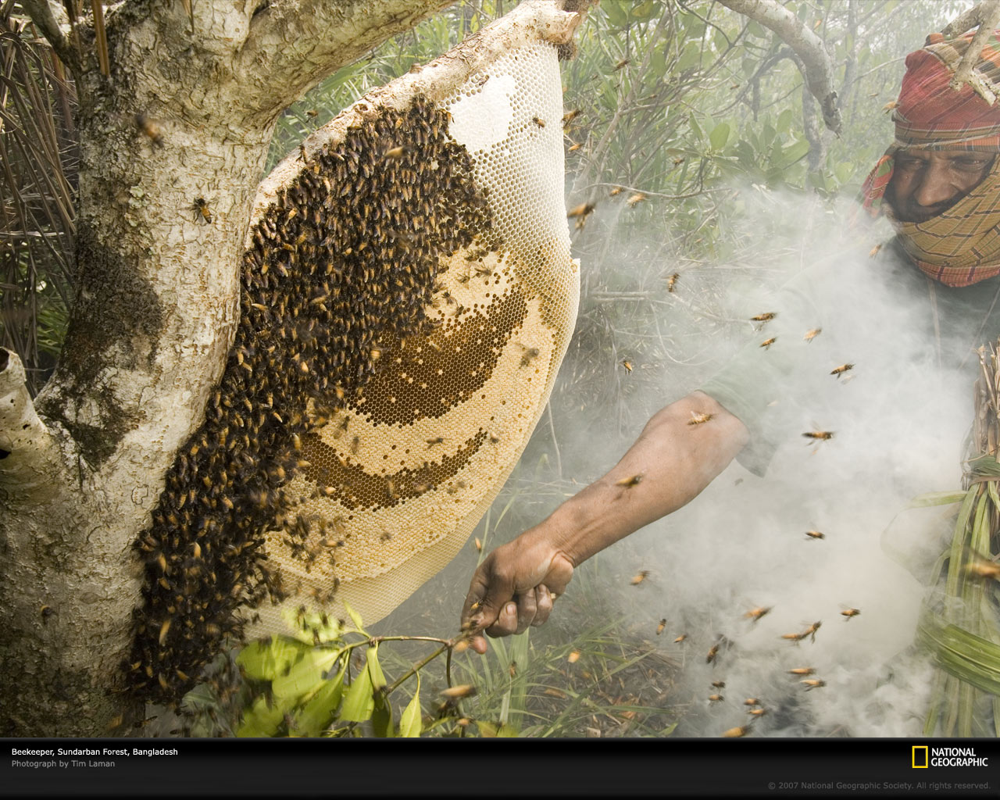 Beekeeper, Sundarban Forest, Bangladesh
Photograph by Tim Laman
NATIONAL
GEOGRAPHIC
© 2007 National Geographic Society. All rights reserved.